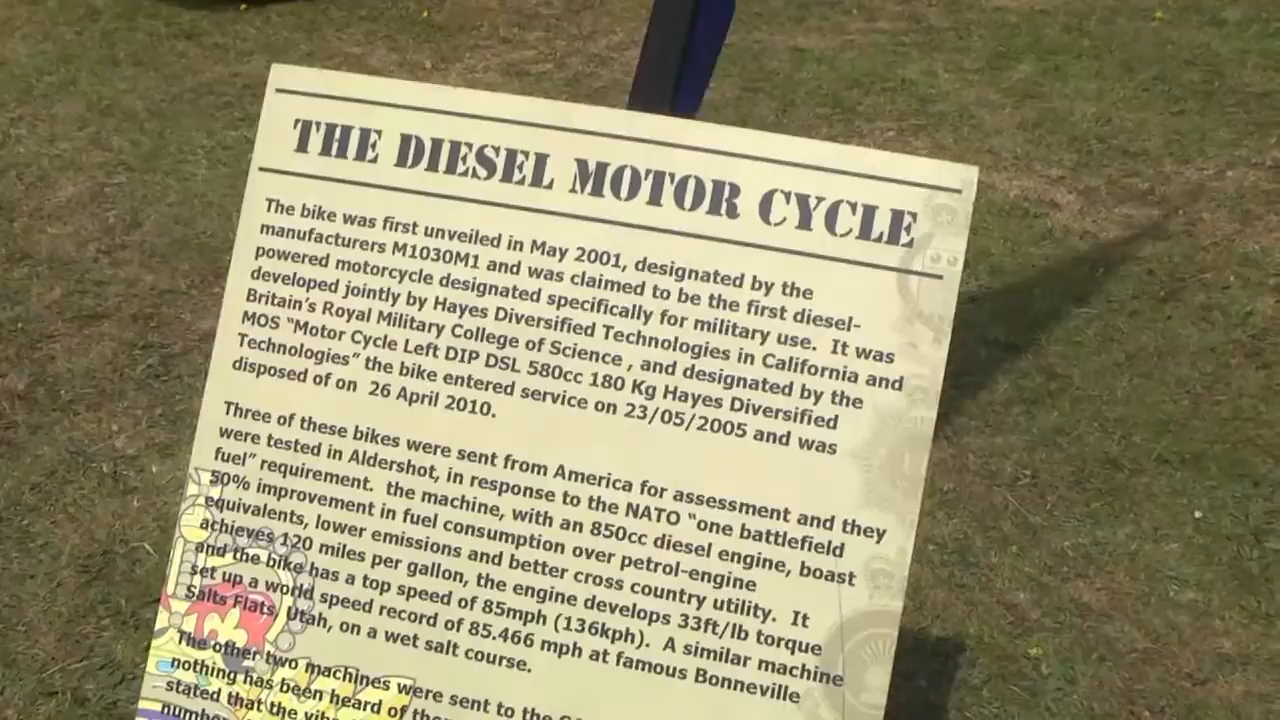 THE DIESEL MOTOR CYCLE
The bike was first unveiled in May 2001, designated by the
manufacturers M1030M1 and was claimed to be the first diesel-
powered motorcycle designated specifically for military use. It was
developed jointly by Hayes Diversified Technologies in California and
Britain's Royal Military College of Science , and designated by the
MOS "Motor Cycle Left DIP DSL 580cc 180 Kg Hayes Diversified
Technologies" the bike entered service on 23/05/2005 and was
disposed of on 26 April 2010.
Three of these bikes were sent from America for assessment and they
were tested in Aldershot, in response to the NATO "one battlefield
fuel" requirement. the machine, with an 850cc diesel engine, boast
50% improvement in fuel consumption over petrol-engine
equivalents, lower emissions and better cross country utility. It
achieves 120 miles per gallon, the engine develops 33ft/lb torque
and the bike has a top speed of 85mph (136kph). A similar machine
set up a world speed record of 85.466 mph at famous Bonneville
Salts Flats, Utah, on a wet salt course.
The other two machines were sent to the
nothing has been heard of
stated that the